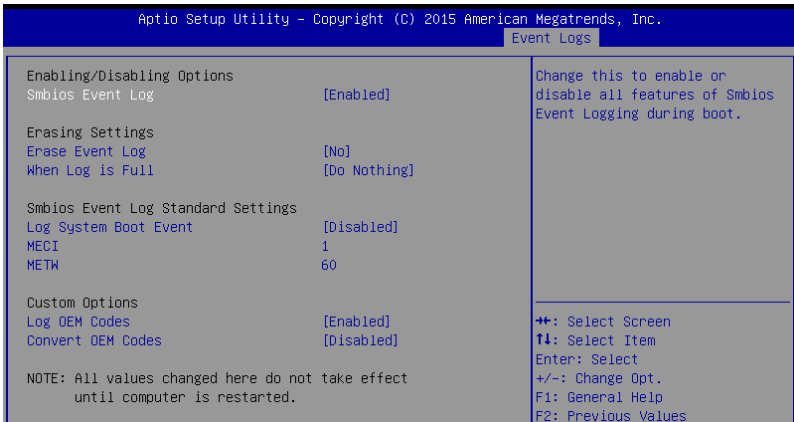 Aptio Setup Utility – Copyright (C) 2015 American Megatrends, Inc.
Event Logs
Enabling/Disabling Options
Smbios Event Log [Enabled]
Erasing Settings
Erase Event Log [No]
When Log is Full [Do Nothing]
Smbios Event Log Standard Settings
Log System Boot Event [Disabled]
MECI 1
METW 60
Custom Options
Log OEM Codes [Enabled]
Convert OEM Codes [Disabled]
NOTE: All values changed here do not take effect
until computer is restarted.
Change this to enable or
disable all features of Smbios
Event Logging during boot.
→←: Select Screen
↑↓: Select Item
Enter: Select
+/-: Change Opt.
F1: General Help
F2: Previous Values